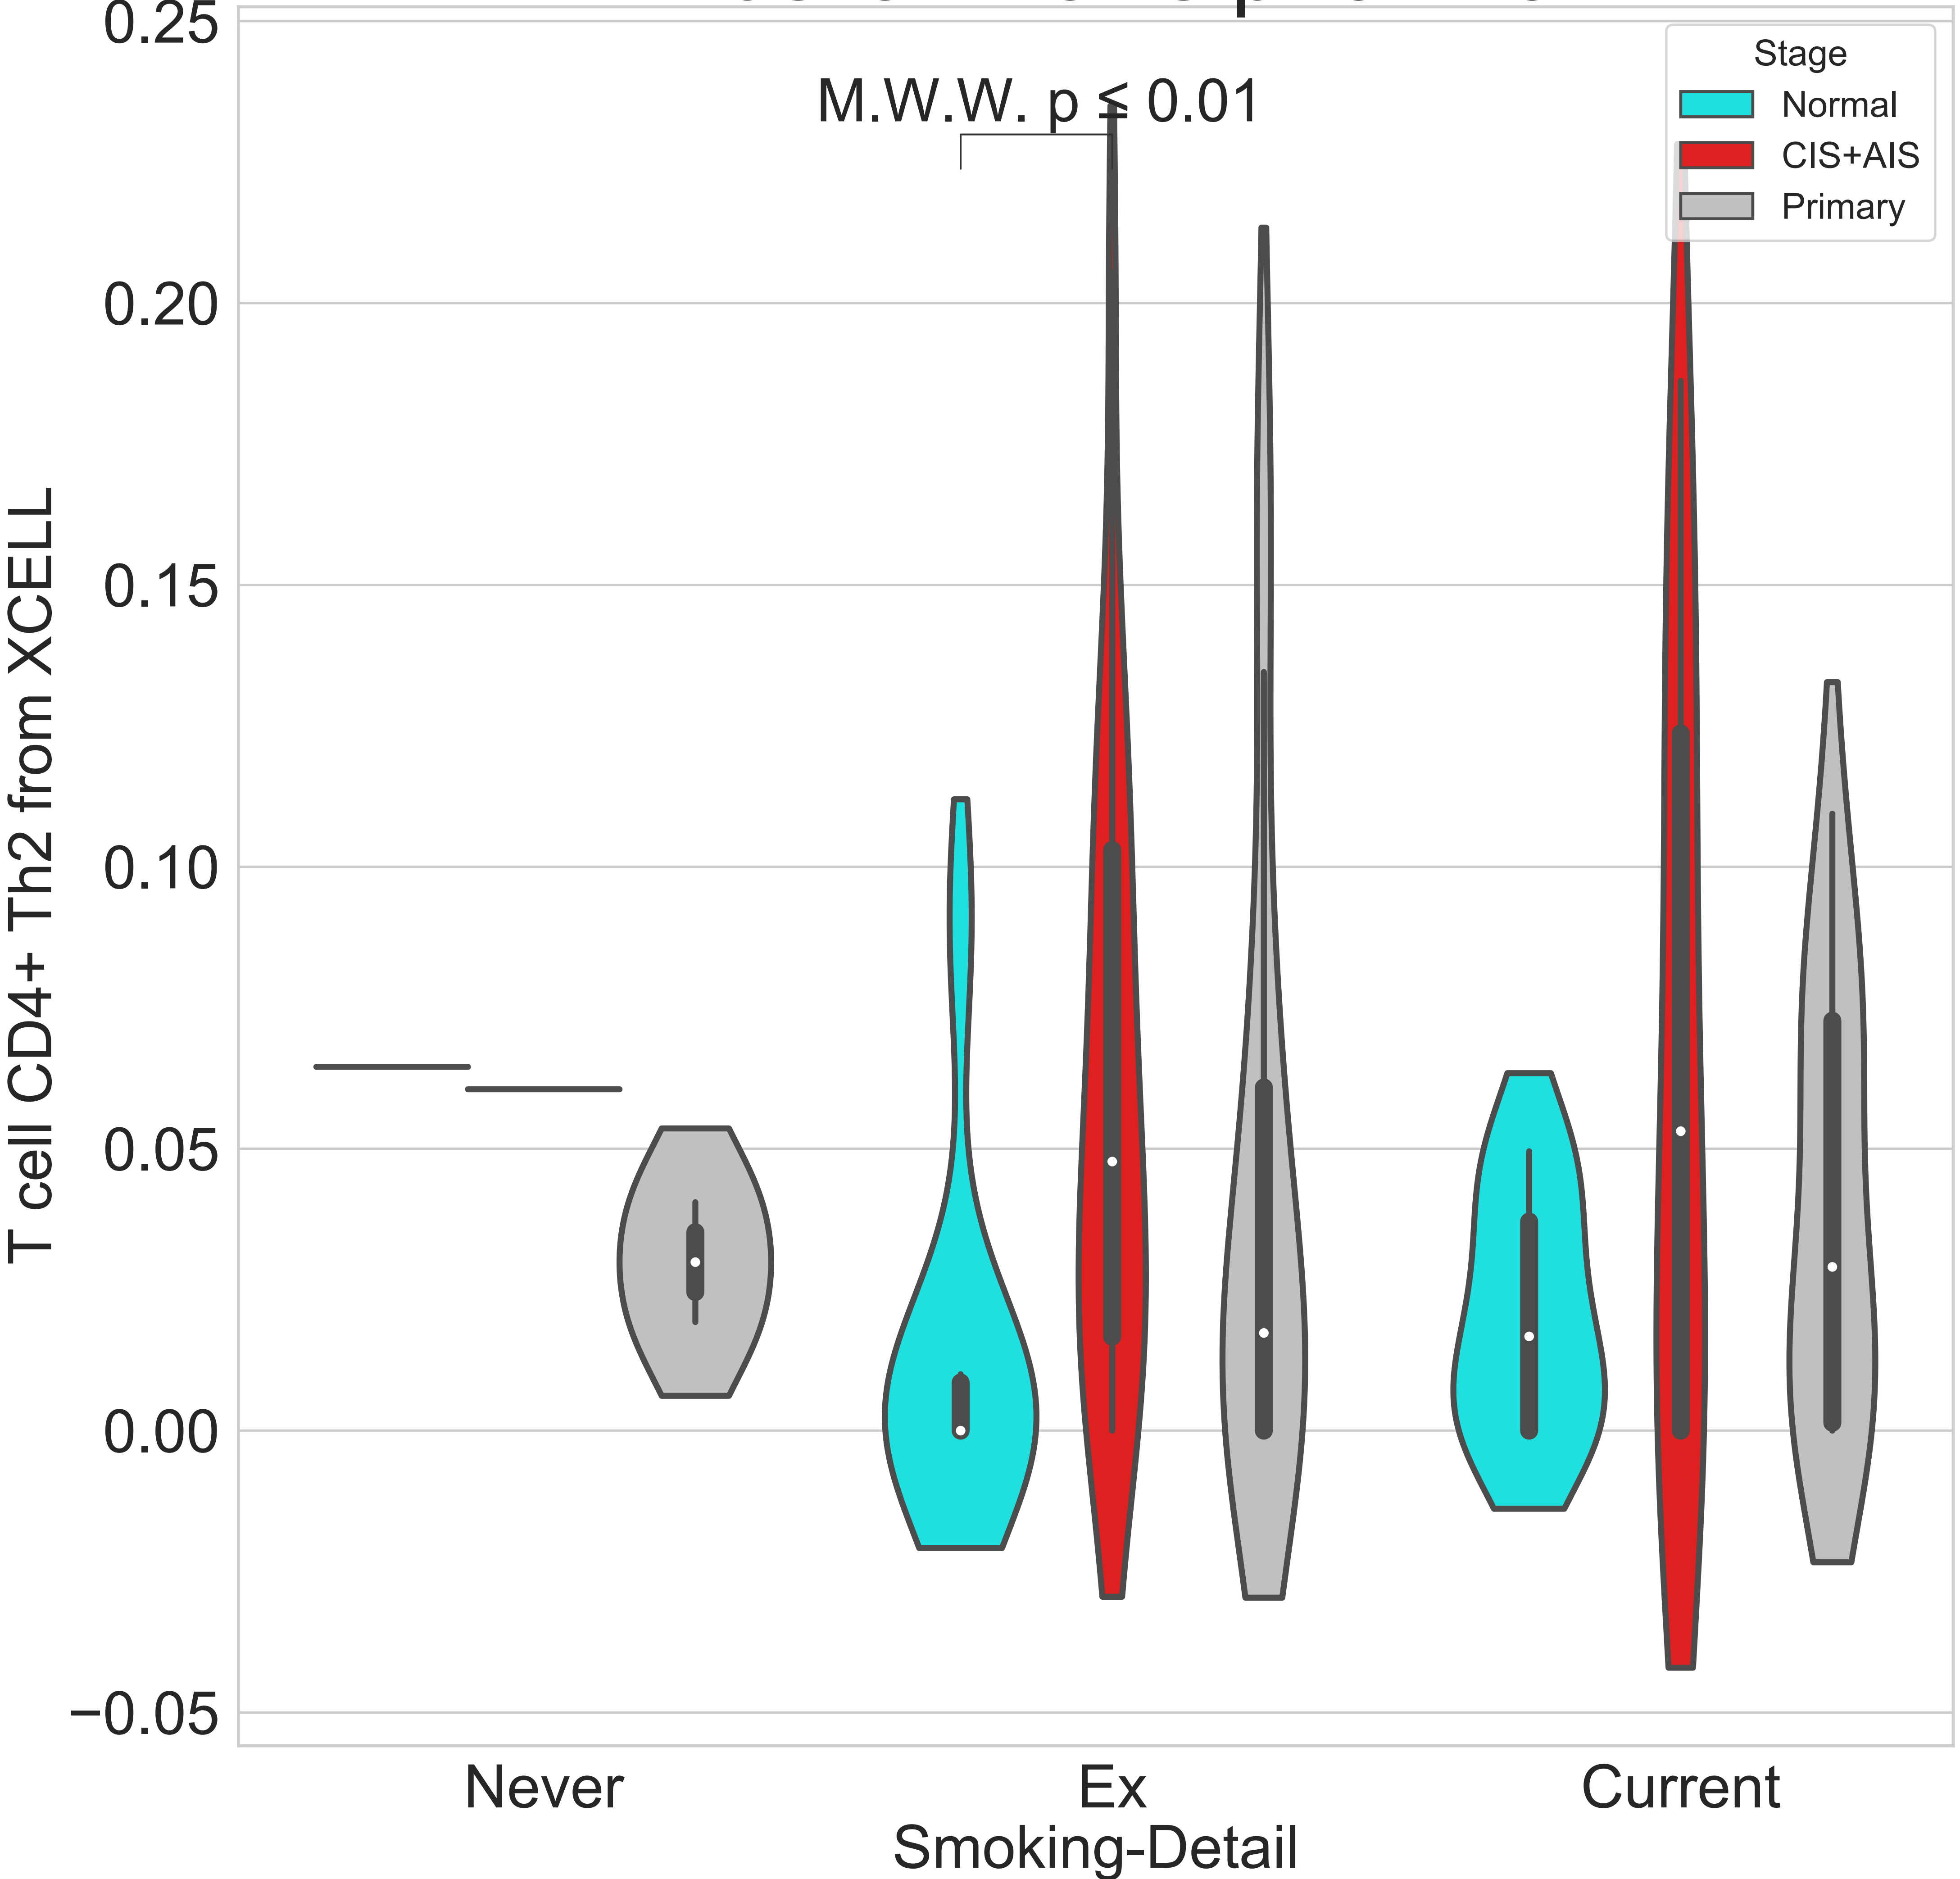 M.W.W. p ≤ 0.01
Stage
Normal
CIS+AIS
Primary
0.25
0.20
0.15
0.10
0.05
0.00
−0.05
T cell CD4+ Th2 from XCELL
Never
Ex
Current
Smoking-Detail